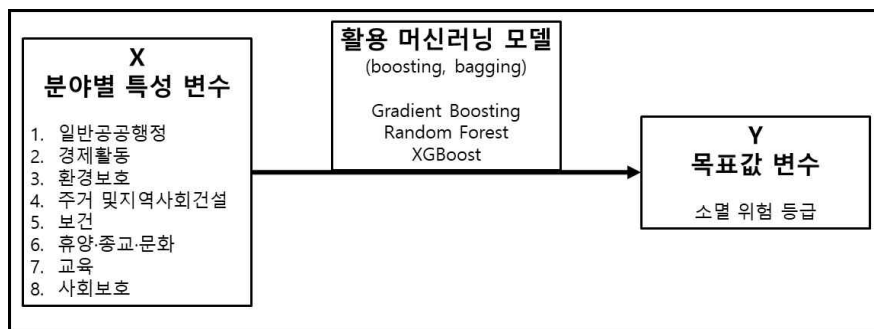 X
분야별 특성 변수
1. 일반공공행정
2. 경제활동
3. 환경보호
4. 주거 및지역사회건설
5. 보건
6. 휴양·종교·문화
7. 교육
8. 사회보호
활용 머신러닝 모델
(boosting, bagging)
Gradient Boosting
Random Forest
XGBoost
Y
목표값 변수
소멸 위험 등급